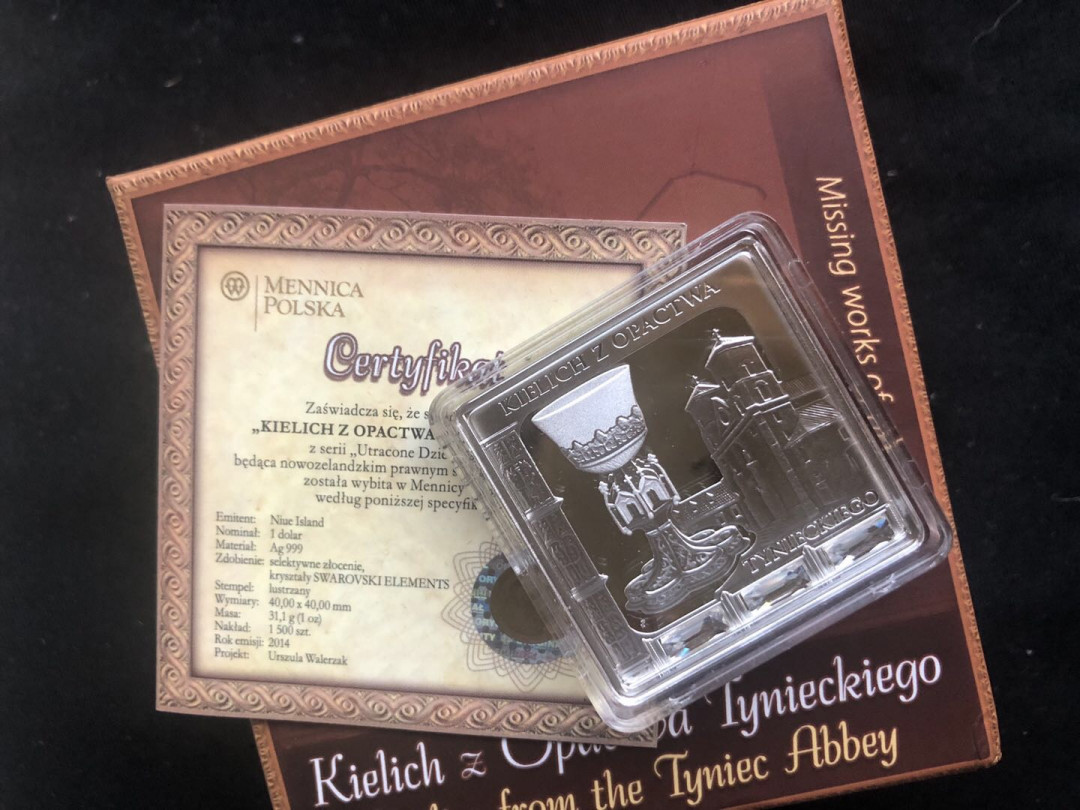 Missing works of
MENNICA
POLSKA
Certyfikat
Zaświadcza się, że
„KIELICH Z OPACTWA
z serii „Utracone Dzie
będąca nowozelandzkim prawnym
została wybita w Mennicy
według poniższej specyfik
Emitent: Niue Island
Nominał: 1 dolar
Materiał: Ag 999
Zdobienie: selektywne złocenie,
kryształy SWAROVSKI ELEMENTS
Stempel: lustrzany
Wymiary: 40,00 x 40,00 mm
Masa: 31,1 g (1 oz)
Nakład: 1 500 szt.
Rok emisji: 2014
Projekt: Urszula Walerzak
KIELICH Z OPACTWA
TYNIECKIEGO
Kielich z Opac wa Tynieckiego
from the Tyniec Abbey